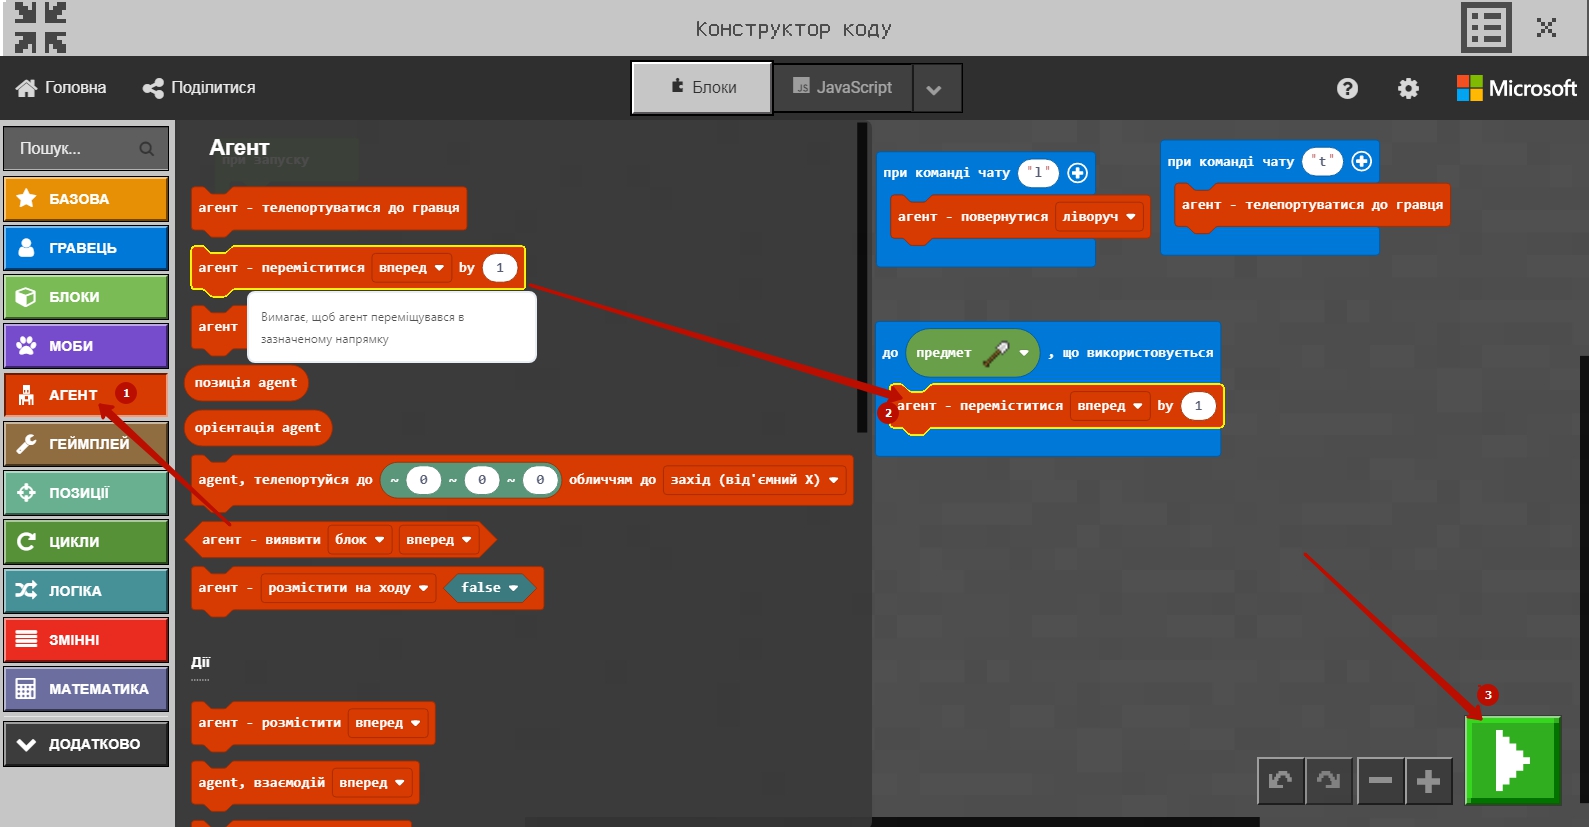 Конструктор коду
Головна
Поділитися
Блоки
JS JavaScript
?
Microsoft
Пошук...
БАЗОВА
ГРАВЕЦЬ
БЛОКИ
МОБИ
АГЕНТ
1
ГЕЙМПЛЕЙ
ПОЗИЦІЇ
ЦИКЛИ
ЛОГІКА
ЗМІННІ
МАТЕМАТИКА
ДОДАТКОВО
Агент
при запуску
агент - телепортуватися до гравця
агент - переміститися вперед by 1
агент
Вимагає, щоб агент переміщувався в
зазначеному напрямку
позиція agent
орієнтація agent
agent, телепортуйся до ~ 0 ~ 0 ~ 0 обличчям до захід (від'ємний X)
агент - виявити блок вперед
агент - розмістити на ходу false
Дії
агент - розмістити вперед
agent, взаємодій вперед
при команді чату "l"
агент - повернутися ліворуч
при команді чату "t"
агент - телепортуватися до гравця
до предмет , що використовується
2
агент - переміститися вперед by 1
3